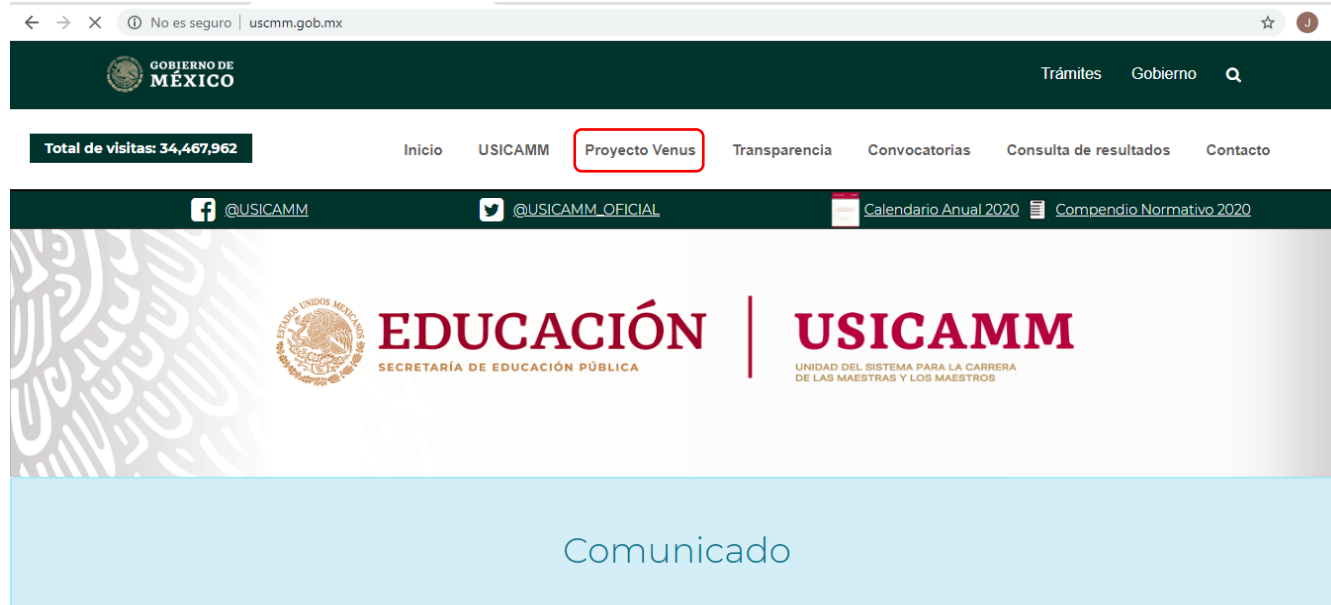 No es seguro | uscmm.gob.mx
J
GOBIERNO DE
MÉXICO
Trámites Gobierno
Total de visitas: 34,467,962
Inicio USICAMM Proyecto Venus Transparencia Convocatorias Consulta de resultados Contacto
@USICAMM @USICAMM_OFICIAL Calendario Anual 2020 Compendio Normativo 2020
ESTADOS UNIDOS MEXICANOS
EDUCACIÓN
SECRETARÍA DE EDUCACIÓN PÚBLICA
USICAMM
UNIDAD DEL SISTEMA PARA LA CARRERA
DE LAS MAESTRAS Y LOS MAESTROS
Comunicado